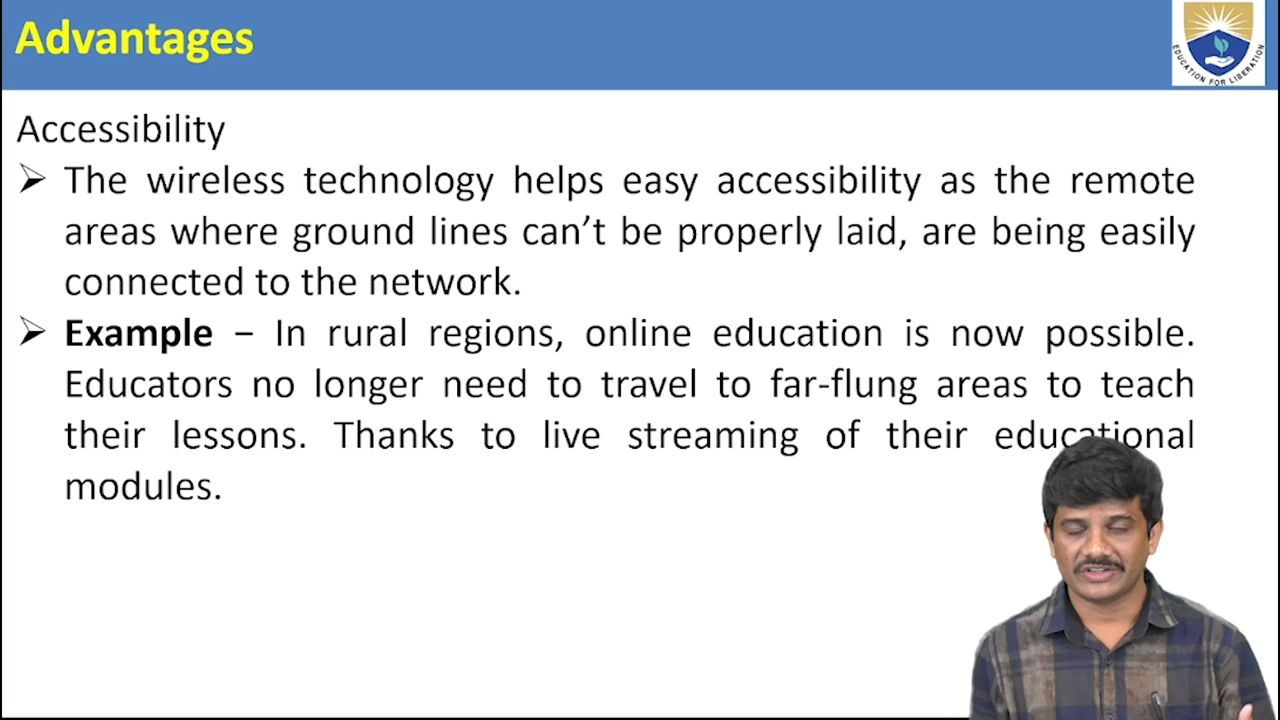 Advantages
EDUCATION FOR LIBERATION
Accessibility
➢ The wireless technology helps easy accessibility as the remote
areas where ground lines can’t be properly laid, are being easily
connected to the network.
➢ Example – In rural regions, online education is now possible.
Educators no longer need to travel to far-flung areas to teach
their lessons. Thanks to live streaming of their educational
modules.